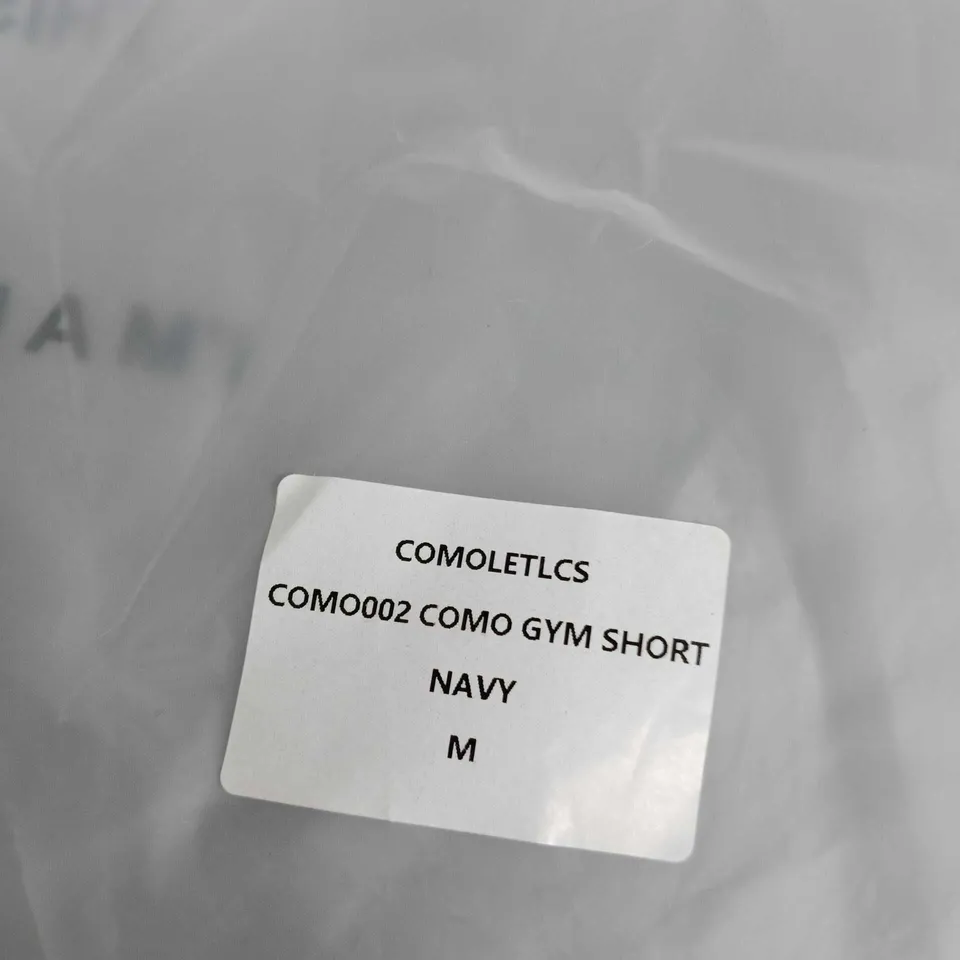 COMOLETLCS
COMO002 COMO GYM SHORT
NAVY
M